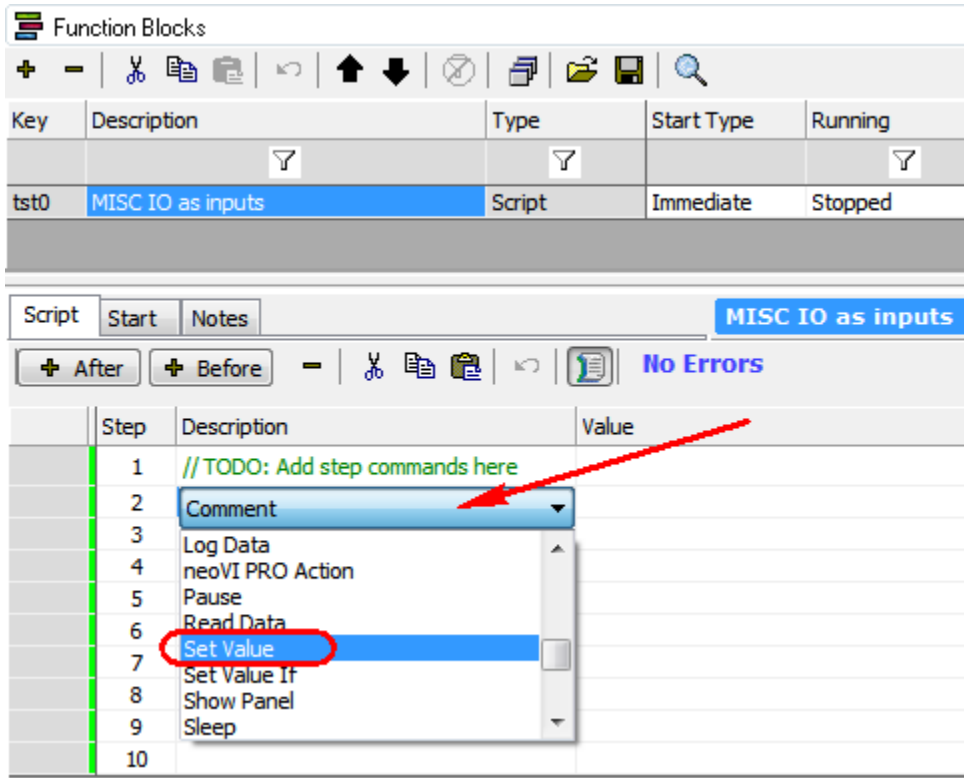 Function Blocks
Key Description Type Start Type Running
tst0 MISC IO as inputs Script Immediate Stopped
Script Start Notes MISC IO as inputs
After Before No Errors
Step Description Value
1 // TODO: Add step commands here
2 Comment
3 Log Data
4 neoVI PRO Action
5 Pause
6 Read Data
Set Value
7 Set Value If
8 Show Panel
9 Sleep
10